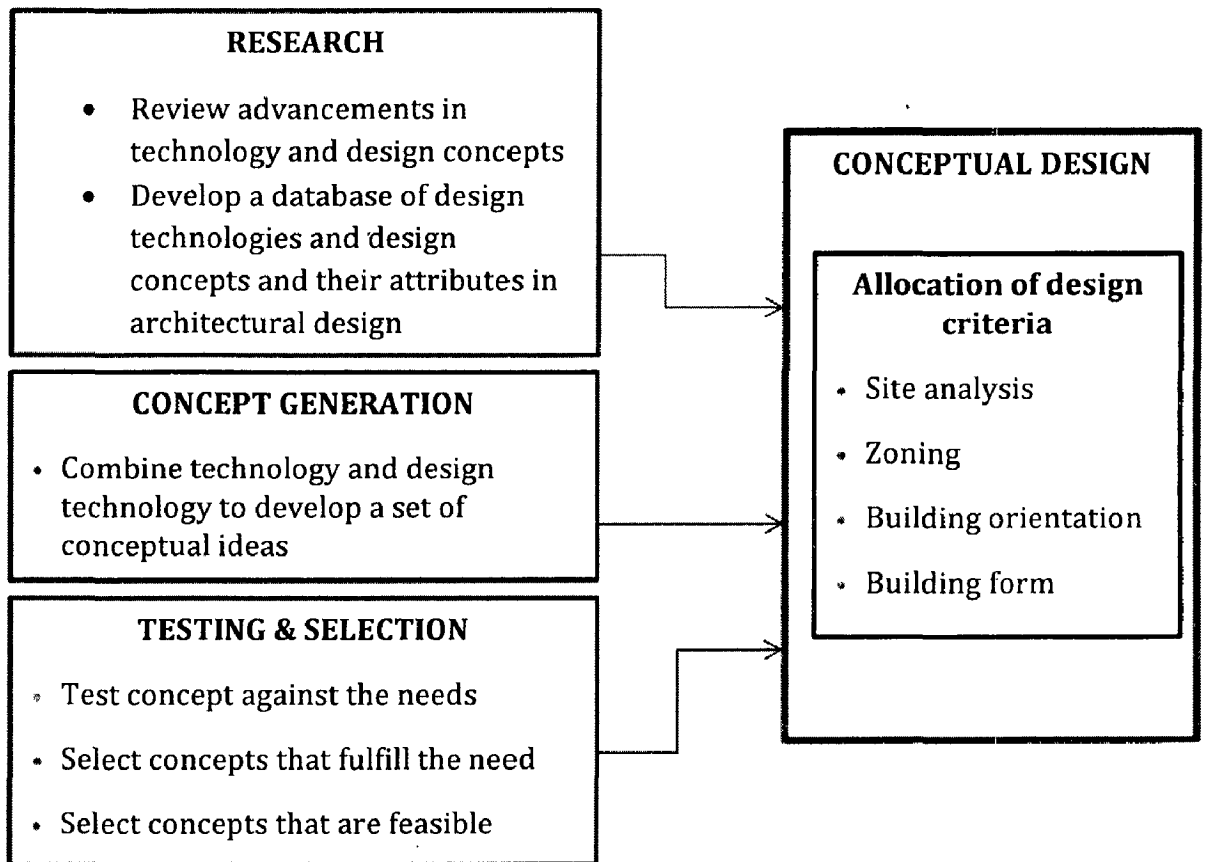 RESEARCH
• Review advancements in
technology and design concepts
• Develop a database of design
technologies and design
concepts and their attributes in
architectural design
CONCEPT GENERATION
• Combine technology and design
technology to develop a set of
conceptual ideas
TESTING & SELECTION
• Test concept against the needs
• Select concepts that fulfill the need
• Select concepts that are feasible
CONCEPTUAL DESIGN
Allocation of design
criteria
• Site analysis
• Zoning
• Building orientation
• Building form